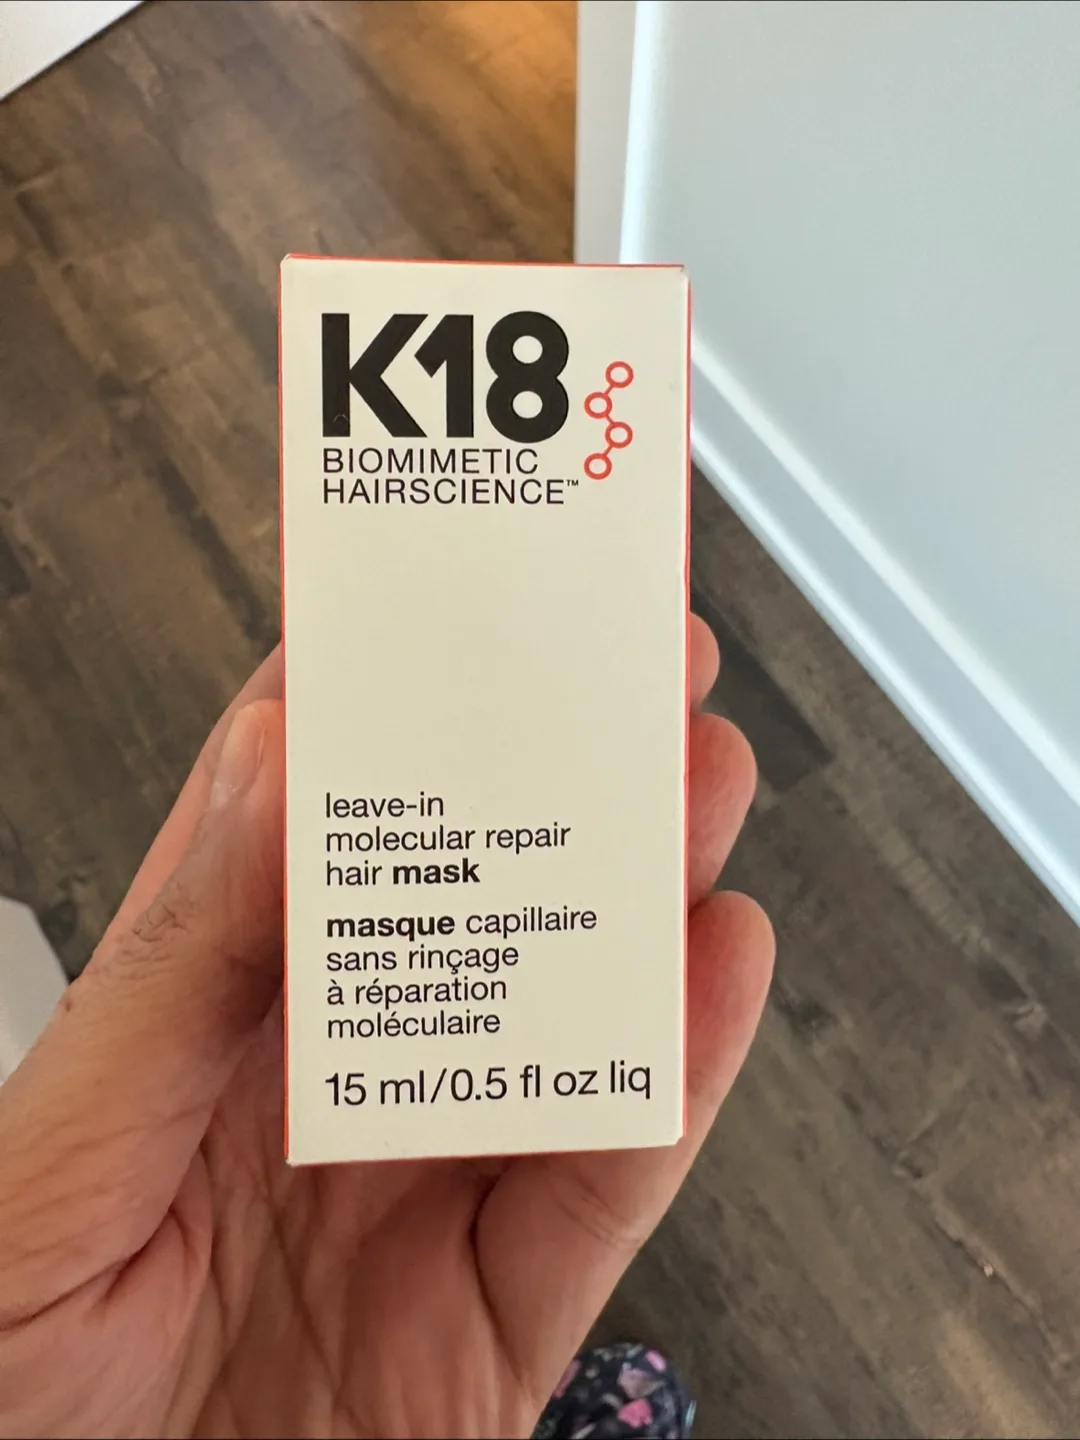 K18
BIOMIMETIC
HAIRSCIENCE™
leave-in
molecular repair
hair mask
masque capillaire
sans rinçage
à réparation
moléculaire
15 ml/0.5 fl oz liq